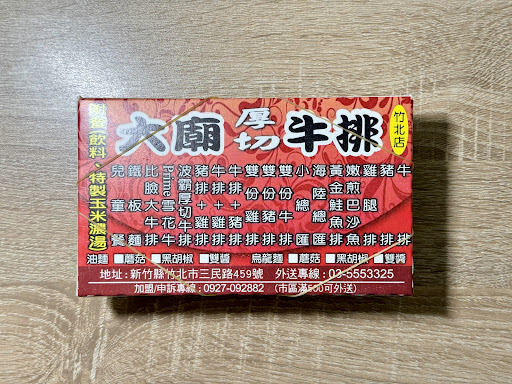 大廟厚切牛排
竹北店
牛排
豬排
雞腿排
嫩煎巴沙魚
黃金鮭魚排
海陸總匯
小總匯
雙份牛排
雙份豬排
雙份雞排
牛排+豬排
牛排+雞排
豬排+雞排
波霸厚切牛排
Prime雪花牛排
比臉大牛排
鐵板麵
兒童餐
飲料。特製玉米濃湯
油麵 ■蘑菇 ■黑胡椒 ■雙醬 烏龍麵 ■蘑菇 ■黑胡椒 ■雙醬
地址:新竹縣竹北市三民路459號 外送專線:03-5553325
加盟/申訴專線:0927-092882 (市區滿500可外送)